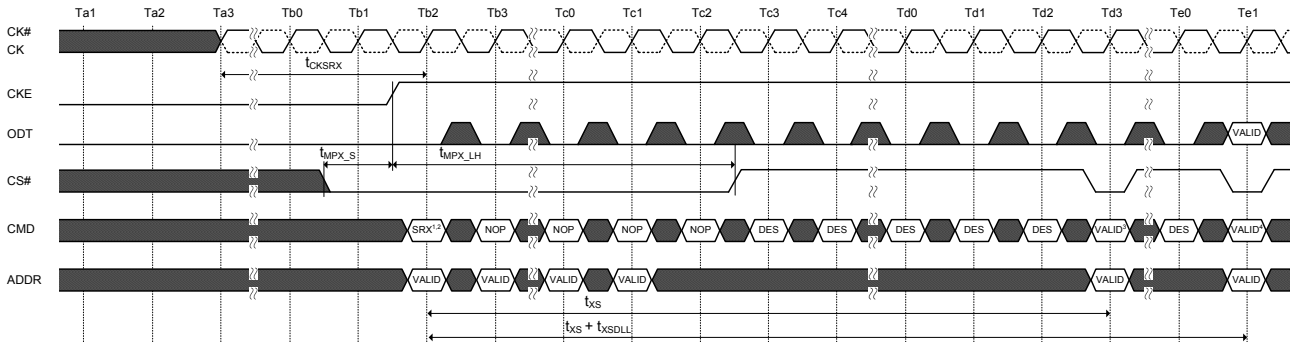 Ta1 Ta2 Ta3 Tb0 Tb1 Tb2 Tb3 Tc0 Tc1 Tc2 Tc3 Tc4 Td0 Td1 Td2 Td3 Te0 Te1
CK#
CK
tCKSRX
CKE
ODT VALID
tMPX_S tMPX_LH
CS#
CMD SRX1,2 NOP NOP NOP NOP DES DES DES DES DES VALID3 DES VALID4
ADDR VALID VALID VALID VALID VALID VALID
tXS
tXS + tXSDLL